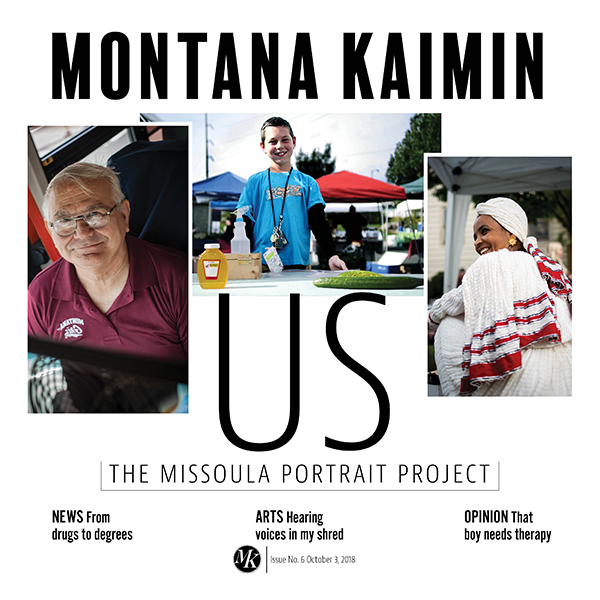 MONTANA KAIMIN
MONTANA
US
THE MISSOULA PORTRAIT PROJECT
NEWS From
drugs to degrees
ARTS Hearing
voices in my shred
OPINION That
boy needs therapy
MK
Issue No. 6 October 3, 2018